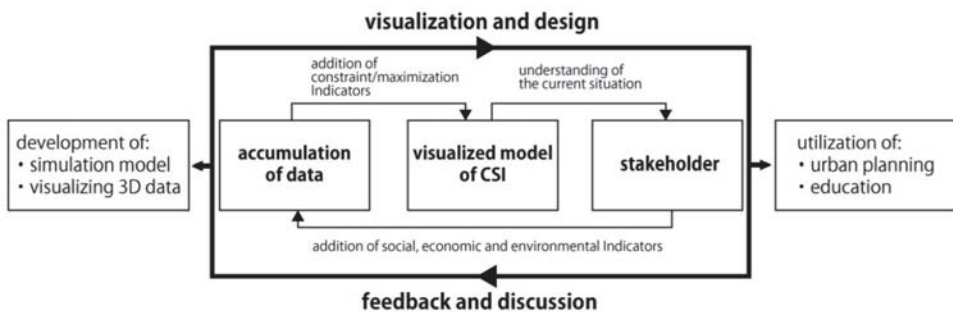 visualization and design
addition of
constraint/maximization
Indicators
understanding of
the current situation
development of:
・simulation model
・visualizing 3D data
accumulation
of data
visualized model
of CSI
stakeholder
utilization of:
・urban planning
・education
addition of social, economic and environmental Indicators
feedback and discussion